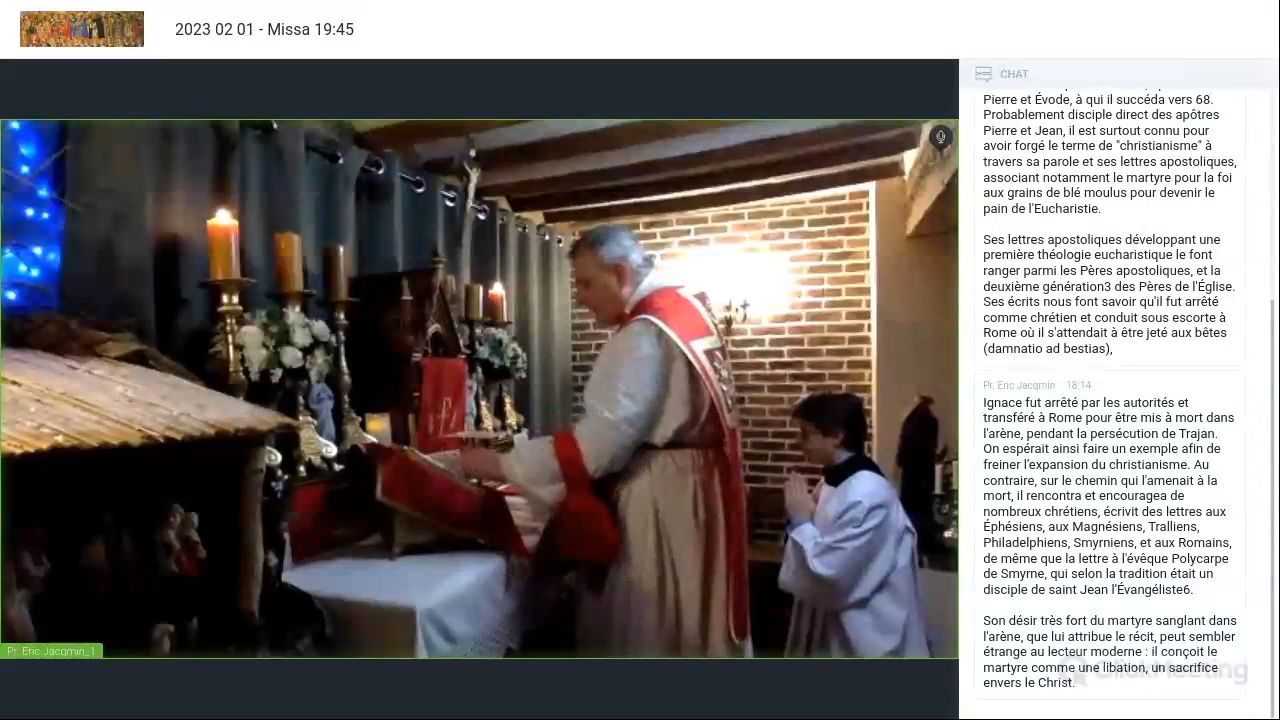 2023 02 01 - Missa 19:45
CHAT
Pierre et Évode, à qui il succéda vers 68.
Probablement disciple direct des apôtres
Pierre et Jean, il est surtout connu pour
avoir forgé le terme de "christianisme" à
travers sa parole et ses lettres apostoliques,
associant notamment le martyre pour la foi
aux grains de blé moulus pour devenir le
pain de l'Eucharistie.
Ses lettres apostoliques développant une
première théologie eucharistique le font
ranger parmi les Pères apostoliques, et la
deuxième génération3 des Pères de l'Église.
Ses écrits nous font savoir qu'il fut arrêté
comme chrétien et conduit sous escorte à
Rome où il s'attendait à être jeté aux bêtes
(damnatio ad bestias),
Pr. Eric Jacqmin 18:14
Ignace fut arrêté par les autorités et
transféré à Rome pour être mis à mort dans
l'arène, pendant la persécution de Trajan.
On espérait ainsi faire un exemple afin de
freiner l'expansion du christianisme. Au
contraire, sur le chemin qui l'amenait à la
mort, il rencontra et encouragea de
nombreux chrétiens, écrivit des lettres aux
Éphésiens, aux Magnésiens, Tralliens,
Philadelphiens, Smyrniens, et aux Romains,
de même que la lettre à l'évêque Polycarpe
de Smyrne, qui selon la tradition était un
disciple de saint Jean l'Évangéliste6.
Son désir très fort du martyre sanglant dans
l'arène, que lui attribue le récit, peut sembler
étrange au lecteur moderne : il conçoit le
martyre comme une libation, un sacrifice
envers le Christ.
ClickMeeting
Pr. Eric Jacqmin_1